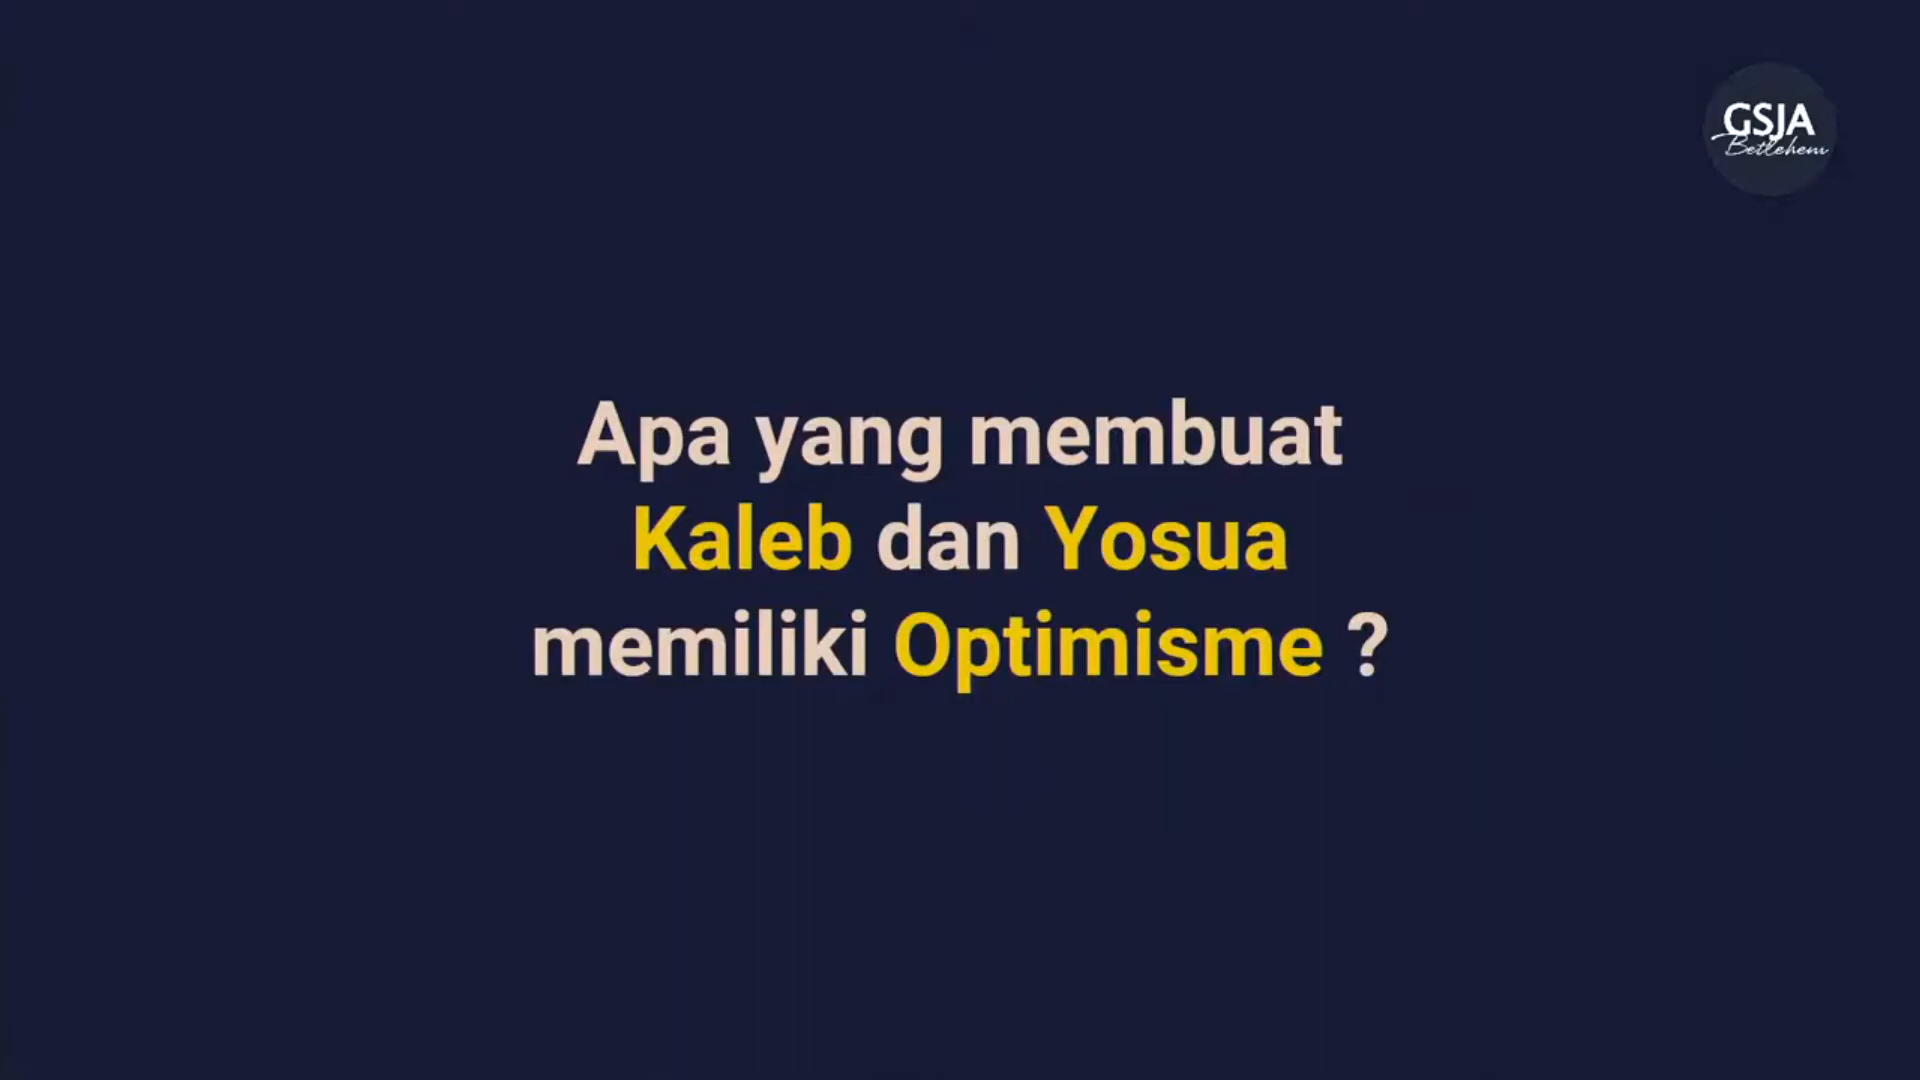 GSJA
Betlehem
Apa yang membuat
Kaleb dan Yosua
memiliki Optimisme ?